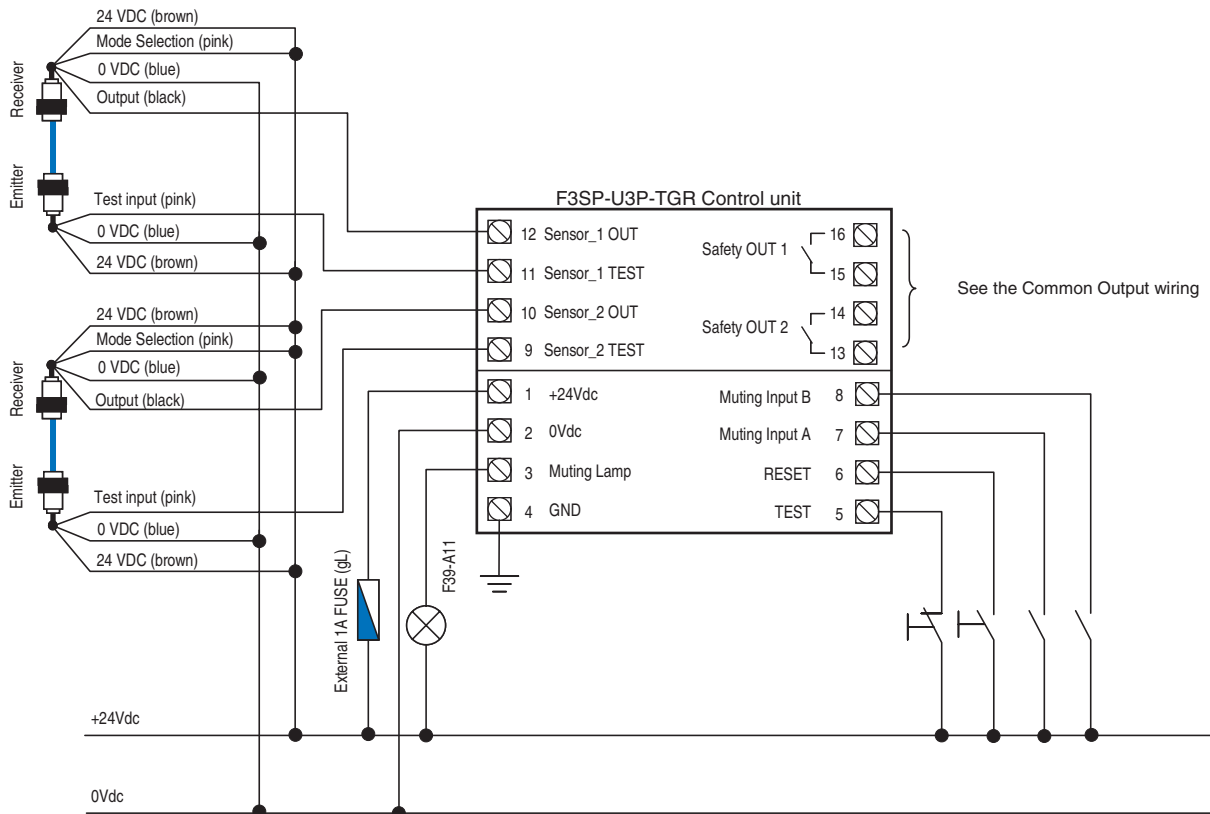 24 VDC (brown)
Mode Selection (pink)
0 VDC (blue)
Output (black)
Receiver
Emitter
Test input (pink)
0 VDC (blue)
24 VDC (brown)
24 VDC (brown)
Mode Selection (pink)
0 VDC (blue)
Output (black)
Receiver
Emitter
Test input (pink)
0 VDC (blue)
24 VDC (brown)
F3SP-U3P-TGR Control unit
12 Sensor_1 OUT
11 Sensor_1 TEST
10 Sensor_2 OUT
9 Sensor_2 TEST
Safety OUT 1
16
15
Safety OUT 2
14
13
See the Common Output wiring
1 +24Vdc
2 0Vdc
3 Muting Lamp
4 GND
Muting Input B 8
Muting Input A 7
RESET 6
TEST 5
External 1A FUSE (gL)
F39-A11
+24Vdc
0Vdc